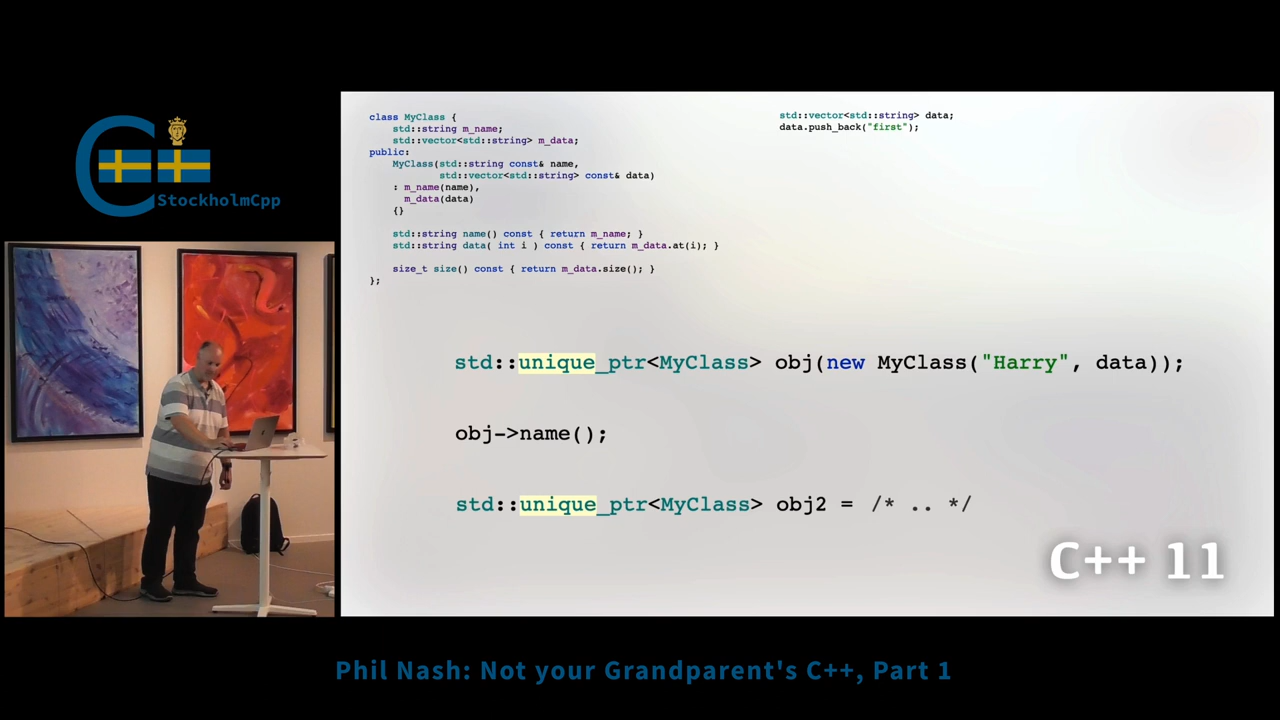 StockholmCpp
class MyClass {
std::string m_name;
std::vector<std::string> m_data;
public:
MyClass(std::string const& name,
std::vector<std::string> const& data)
: m_name(name),
m_data(data)
{}
std::string name() const { return m_name; }
std::string data( int i ) const { return m_data.at(i); }
size_t size() const { return m_data.size(); }
};
std::vector<std::string> data;
data.push_back("first");
std::unique_ptr<MyClass> obj(new MyClass("Harry", data));
obj->name();
std::unique_ptr<MyClass> obj2 = /* .. */
C++ 11
Phil Nash: Not your Grandparent's C++, Part 1